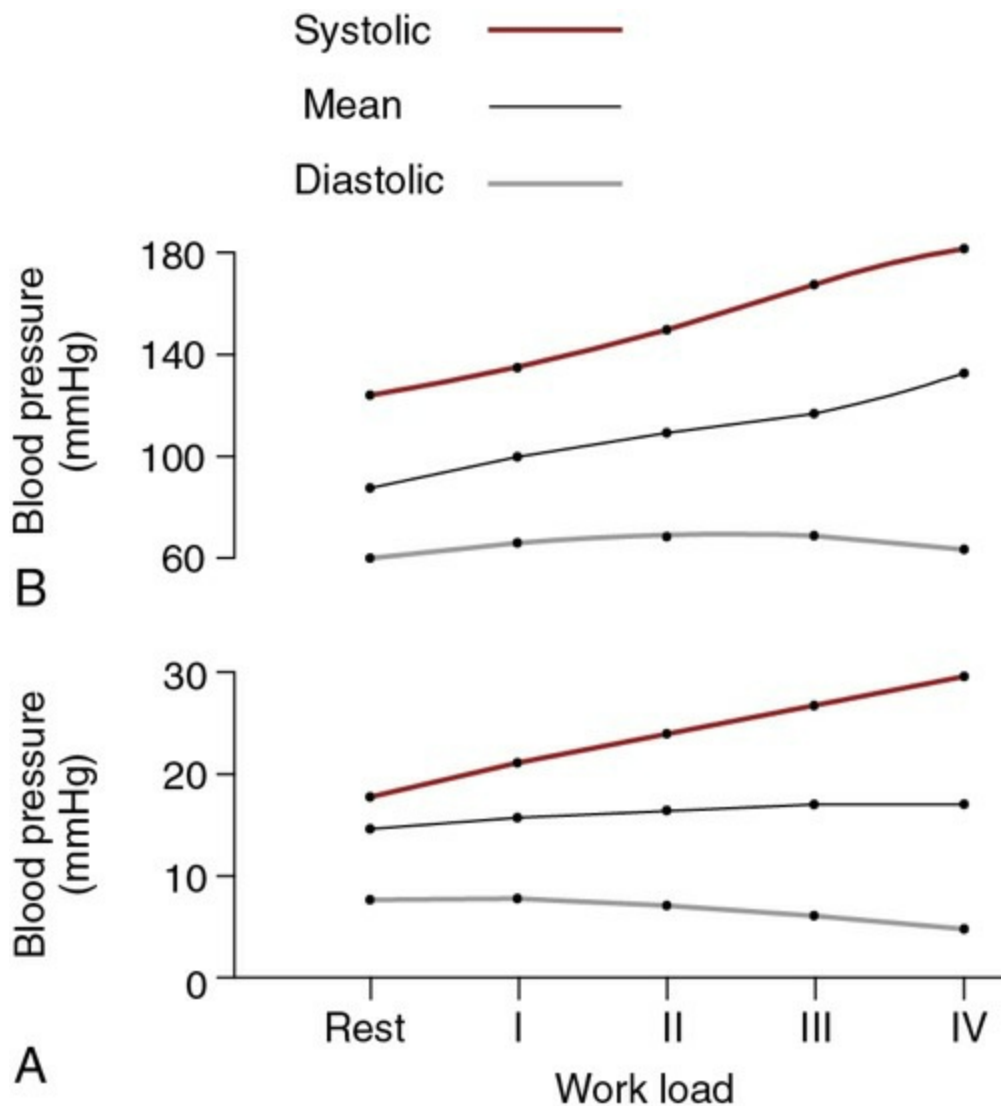 Systolic
Mean
Diastolic
180
140
100
60
Blood pressure
(mmHg)
B
30
20
10
0
Blood pressure
(mmHg)
Rest I II III IV
A
Work load